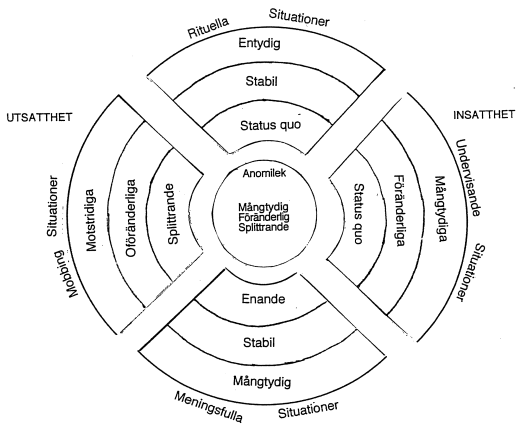 Rituella Situationer
Entydig
Stabil
Status quo
UTSATTHET
INSATTHET
Mobbing Situationer
Motstridiga
Oföränderliga
Splittrande
Anomilek
Mångtydig
Föränderlig
Splittrande
Status quo
Föränderliga
Mångtydiga
Undervisande Situationer
Enande
Stabil
Mångtydig
Meningsfulla Situationer